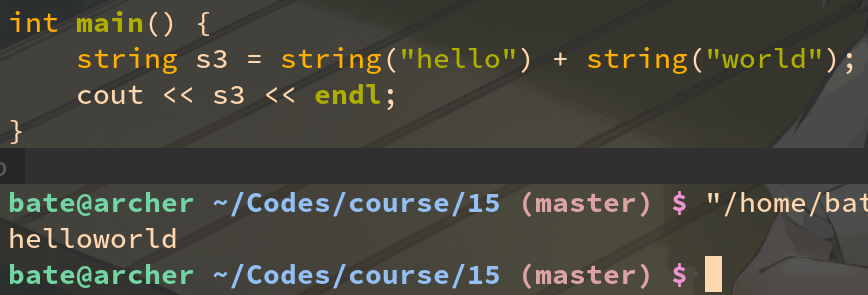 int main() {
    string s3 = string("hello") + string("world");
    cout << s3 << endl;
}
bate@archer ~/Codes/course/15 (master) $ "/home/bat
helloworld
bate@archer ~/Codes/course/15 (master) $